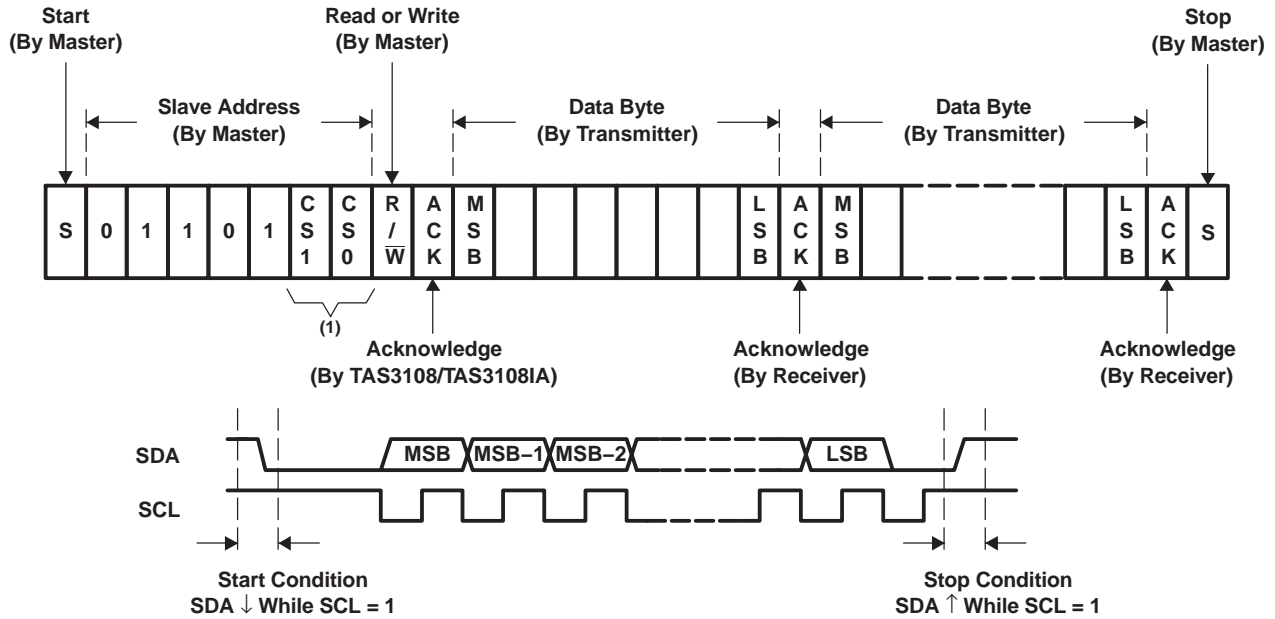 Start
(By Master)
Read or Write
(By Master)
Stop
(By Master)
Slave Address
(By Master)
Data Byte
(By Transmitter)
Data Byte
(By Transmitter)
S 0 1 1 0 1 CS1 CS0 R/W̅ ACK MSB LSB ACK MSB LSB ACK S
(1)
Acknowledge
(By TAS3108/TAS3108IA)
Acknowledge
(By Receiver)
Acknowledge
(By Receiver)
SDA MSB MSB–1 MSB–2 LSB
SCL
Start Condition
SDA ↓ While SCL = 1
Stop Condition
SDA ↑ While SCL = 1